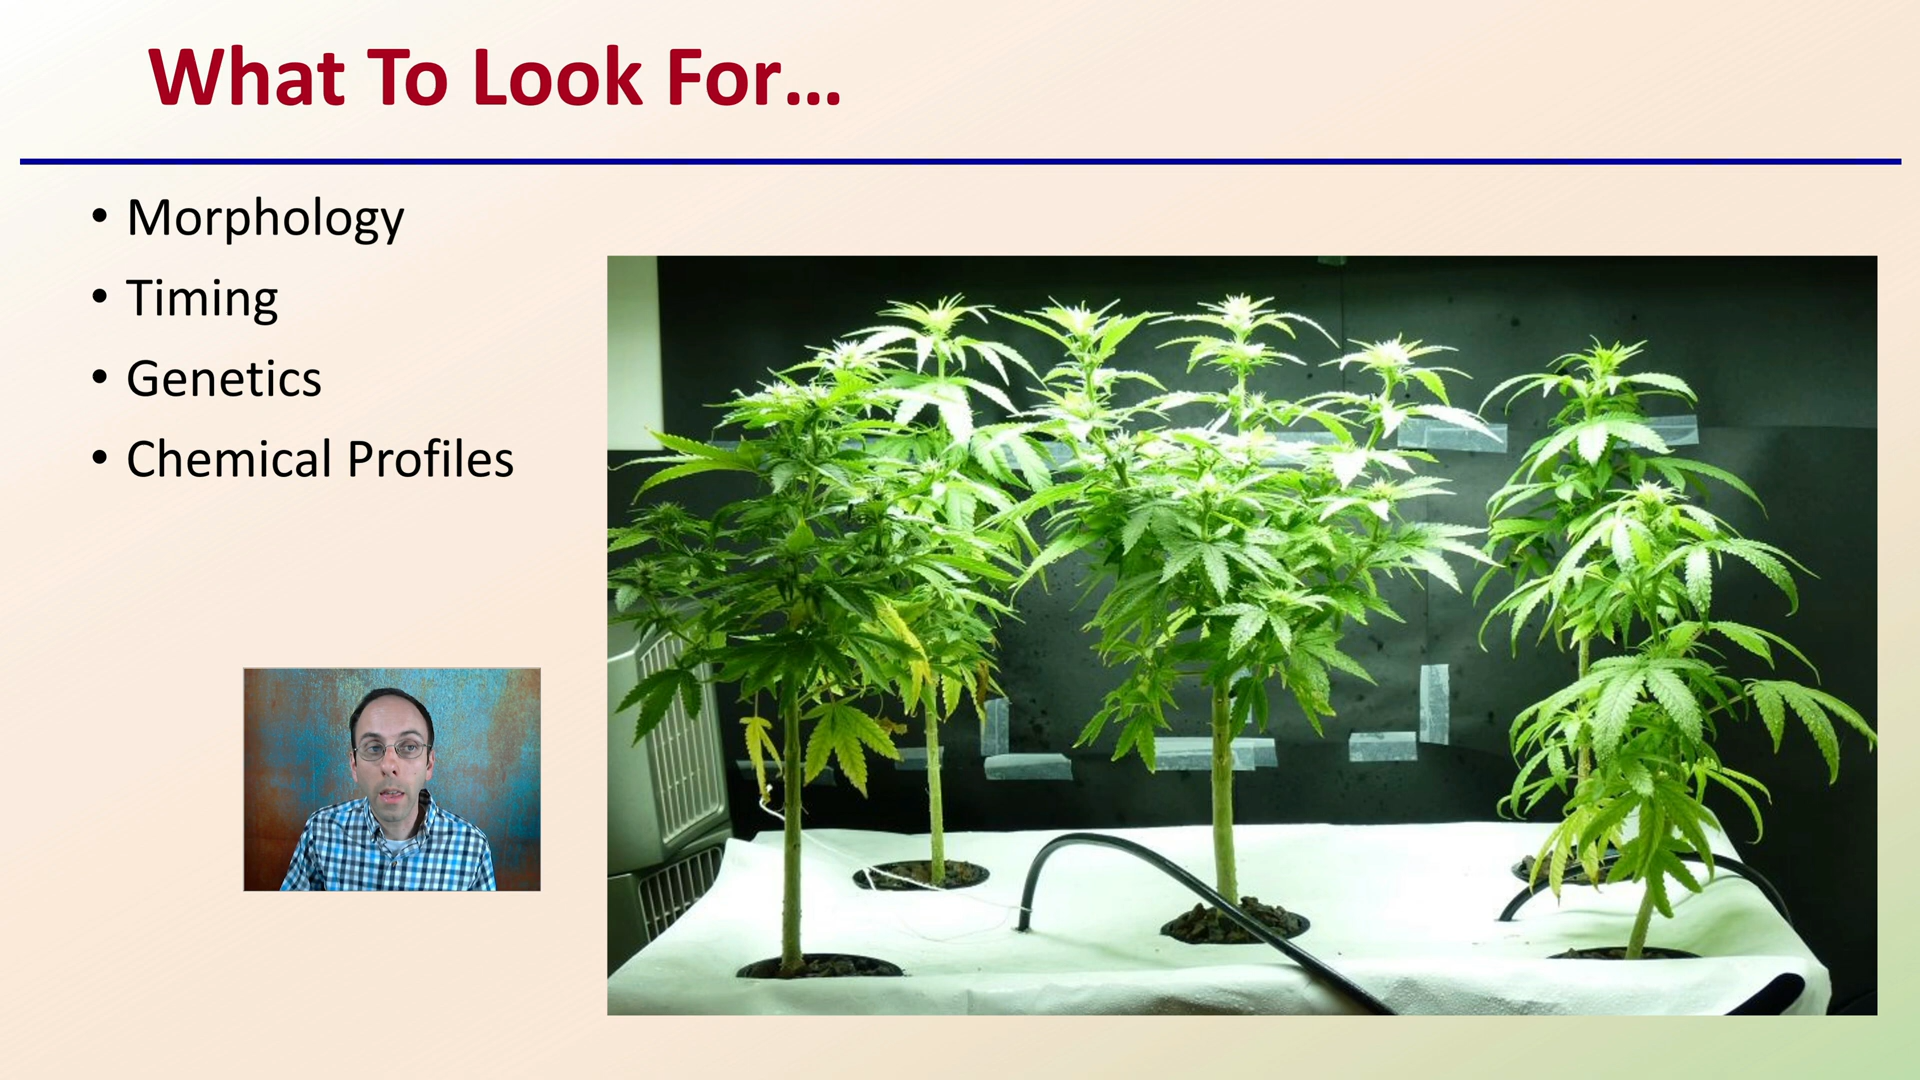 What To Look For...
• Morphology
• Timing
• Genetics
• Chemical Profiles